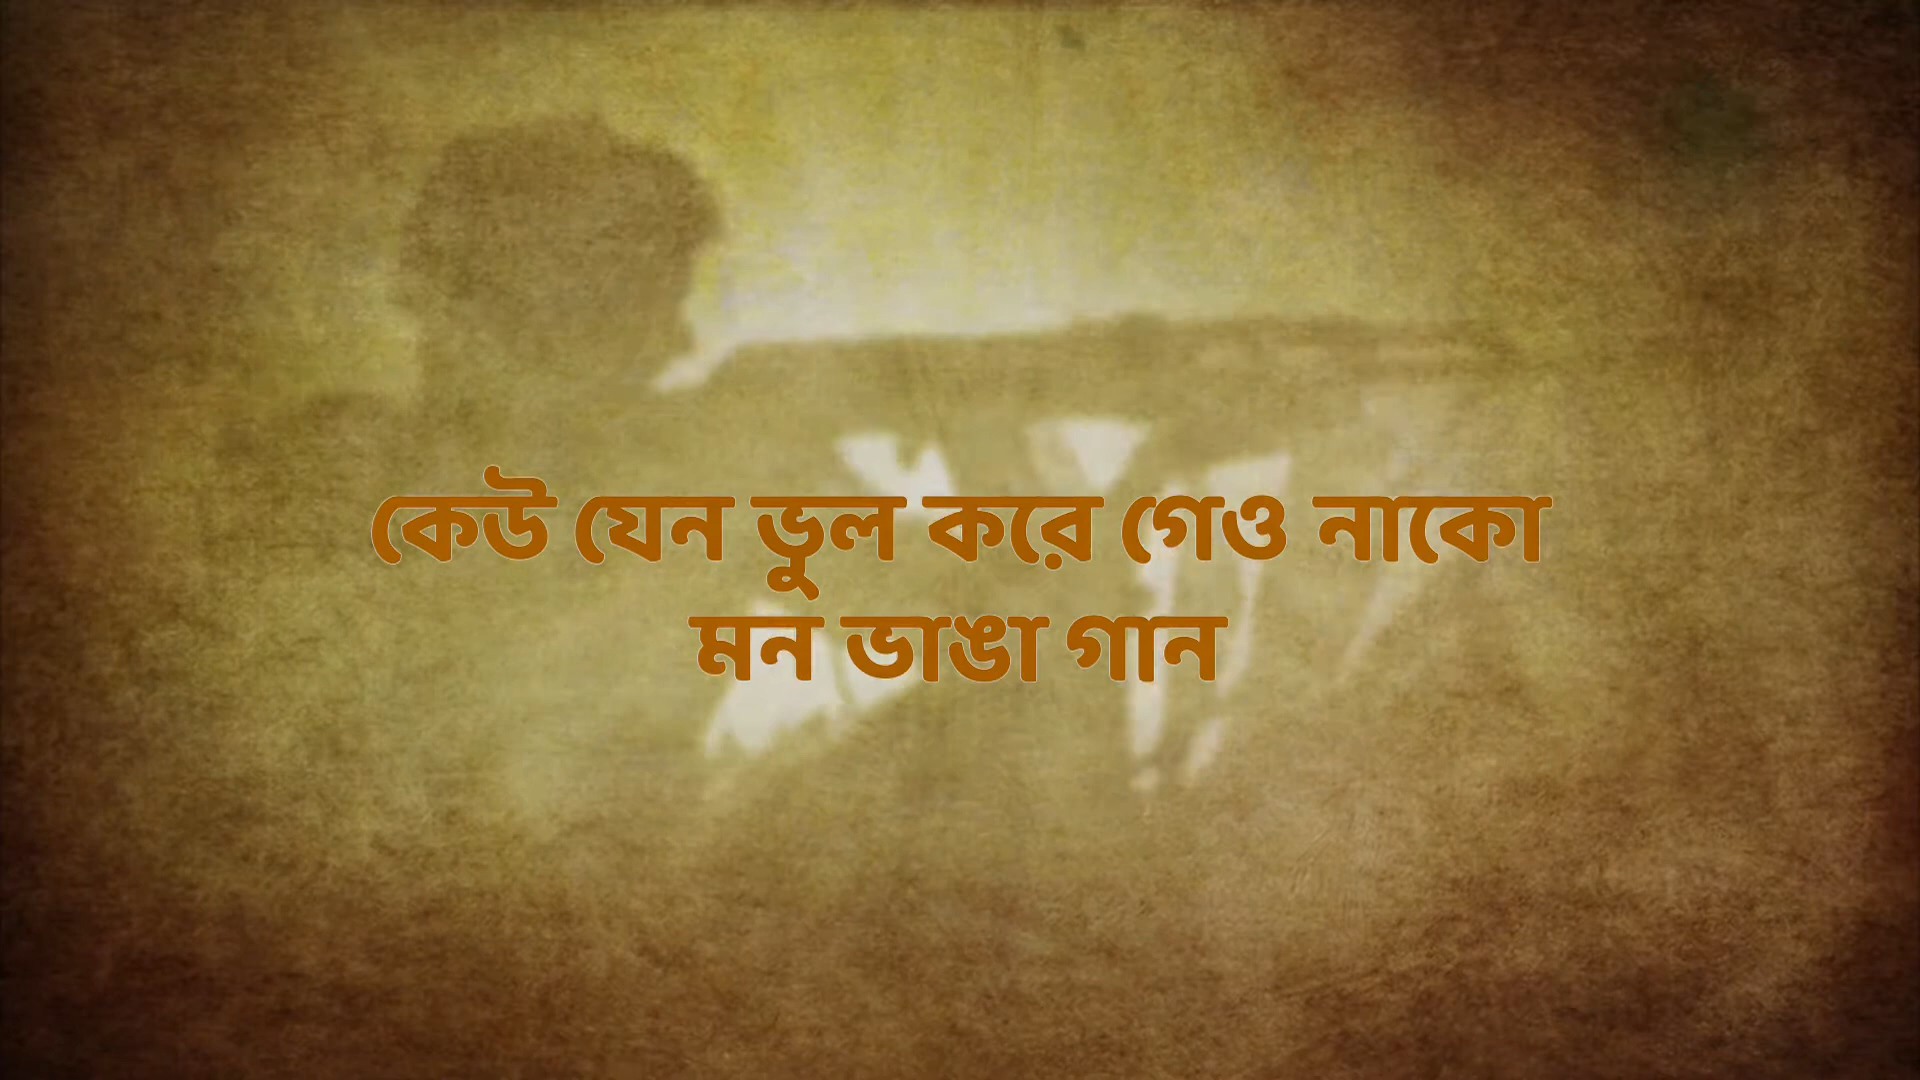 কেউ যেন ভুল করে গেও নাকো
মন ভাঙা গান